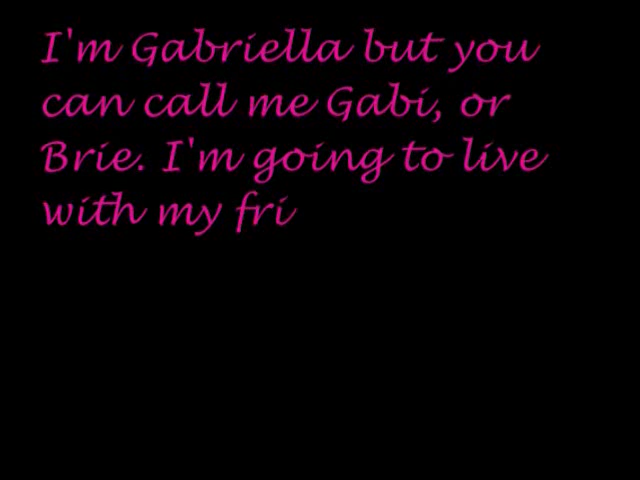 I'm Gabriella but you
can call me Gabi, or
Brie. I'm going to live
with my fri